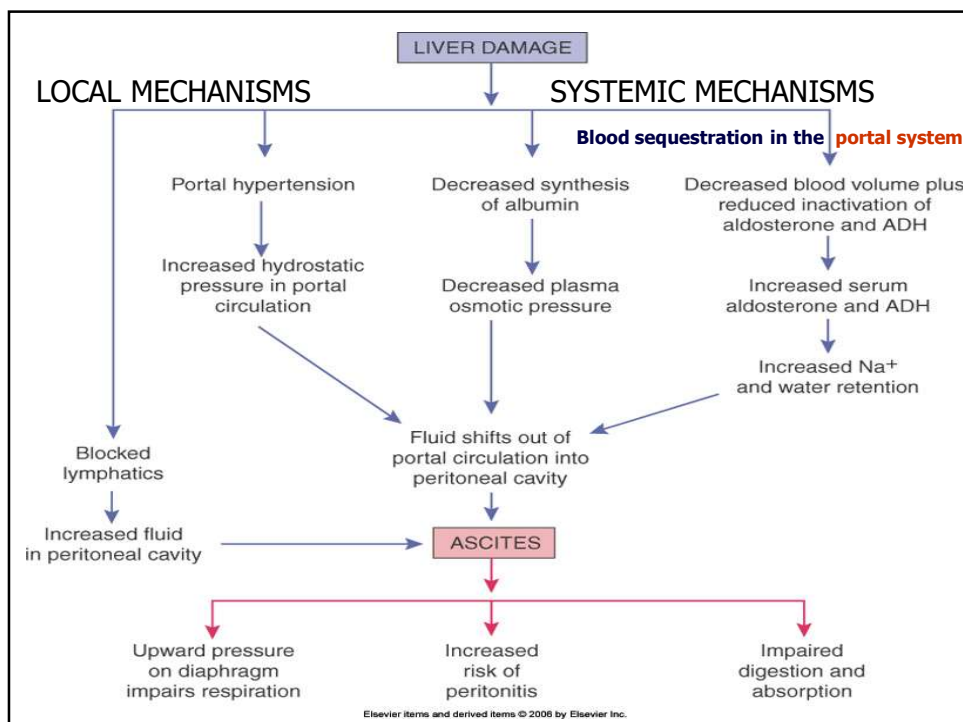 LIVER DAMAGE
LOCAL MECHANISMS
SYSTEMIC MECHANISMS
Blood sequestration in the portal system
Portal hypertension
Increased hydrostatic
pressure in portal
circulation
Decreased synthesis
of albumin
Decreased plasma
osmotic pressure
Decreased blood volume plus
reduced inactivation of
aldosterone and ADH
Increased serum
aldosterone and ADH
Increased Na+
and water retention
Fluid shifts out of
portal circulation into
peritoneal cavity
Blocked
lymphatics
Increased fluid
in peritoneal cavity
ASCITES
Upward pressure
on diaphragm
impairs respiration
Increased
risk of
peritonitis
Impaired
digestion and
absorption
Elsevier items and derived items © 2006 by Elsevier Inc.